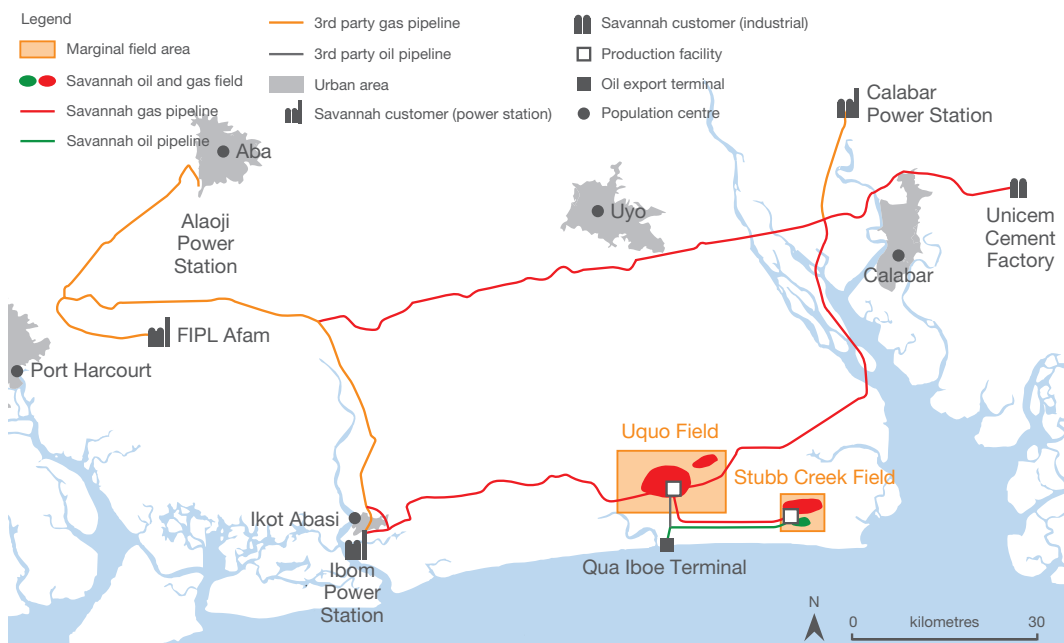 Legend
Marginal field area
Savannah oil and gas field
Savannah gas pipeline
Savannah oil pipeline
3rd party gas pipeline
3rd party oil pipeline
Urban area
Savannah customer (power station)
Savannah customer (industrial)
Production facility
Oil export terminal
Population centre
Calabar
Power Station
Aba
Alaoji
Power
Station
Uyo
Unicem
Cement
Factory
Calabar
FIPL Afam
Port Harcourt
Uquo Field
Stubb Creek Field
Ikot Abasi
Ibom
Power
Station
Qua Iboe Terminal
N
0 kilometres 30